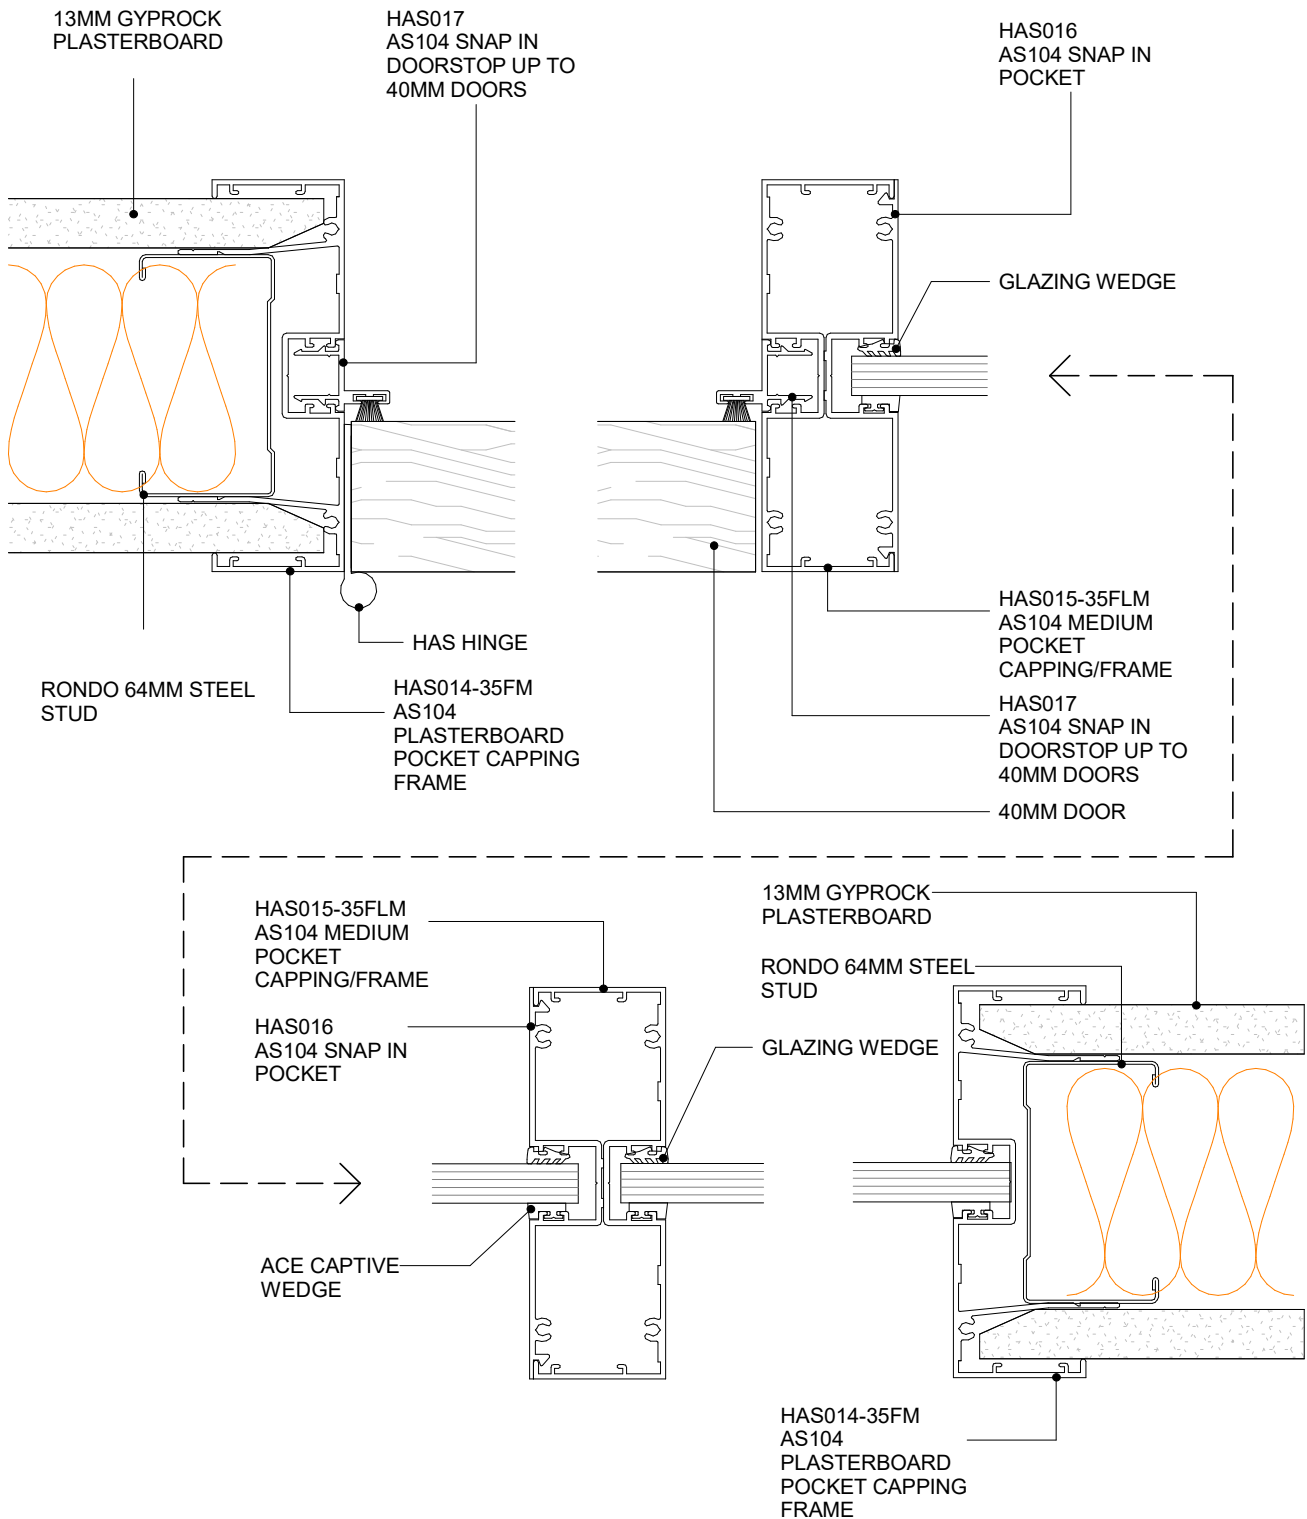 13MM GYPROCK
PLASTERBOARD
HAS017
AS104 SNAP IN
DOORSTOP UP TO
40MM DOORS
HAS016
AS104 SNAP IN
POCKET
GLAZING WEDGE
HAS HINGE
RONDO 64MM STEEL
STUD
HAS014-35FM
AS104
PLASTERBOARD
POCKET CAPPING
FRAME
HAS015-35FLM
AS104 MEDIUM
POCKET
CAPPING/FRAME
HAS017
AS104 SNAP IN
DOORSTOP UP TO
40MM DOORS
40MM DOOR
HAS015-35FLM
AS104 MEDIUM
POCKET
CAPPING/FRAME
HAS016
AS104 SNAP IN
POCKET
13MM GYPROCK
PLASTERBOARD
RONDO 64MM STEEL
STUD
GLAZING WEDGE
ACE CAPTIVE
WEDGE
HAS014-35FM
AS104
PLASTERBOARD
POCKET CAPPING
FRAME